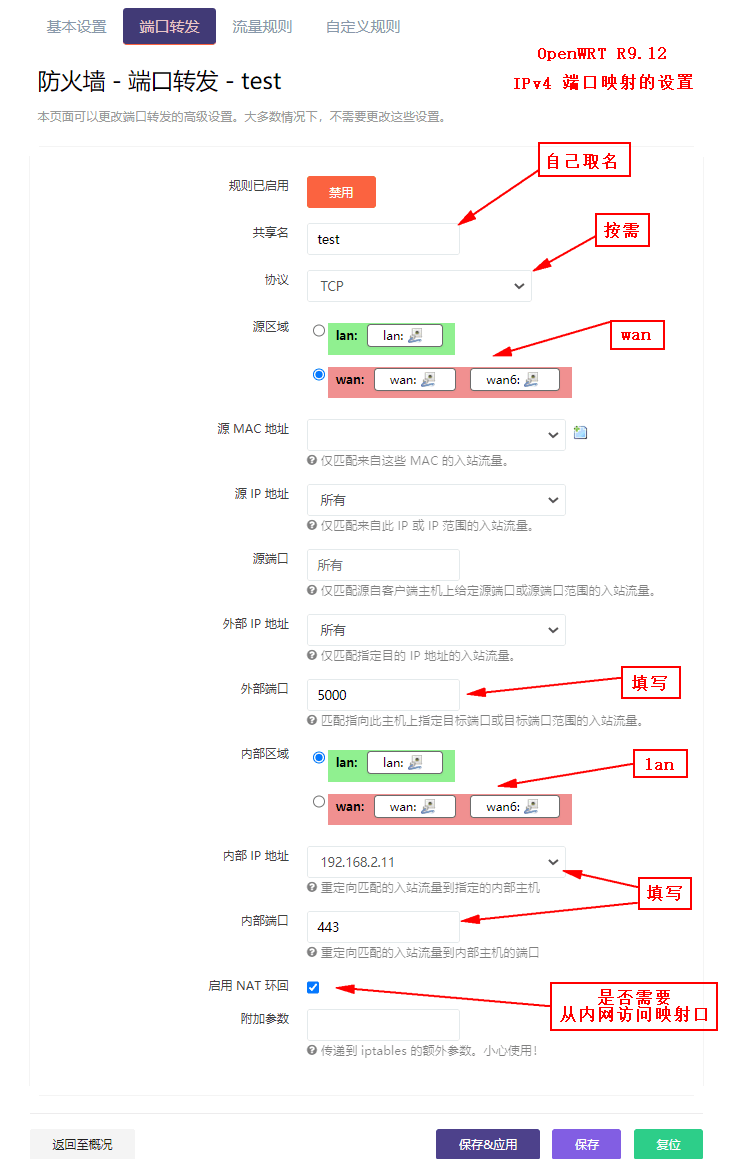 基本设置 端口转发 流量规则 自定义规则
OpenWRT R9.12
防火墙 - 端口转发 - test
IPv4 端口映射的设置
本页面可以更改端口转发的高级设置。大多数情况下，不需要更改这些设置。
自己取名
规则已启用 禁用
共享名 test
按需
协议 TCP
源区域 lan: lan:
wan
wan: wan: wan6:
源 MAC 地址
仅匹配来自这些 MAC 的入站流量。
源 IP 地址 所有
仅匹配来自此 IP 或 IP 范围的入站流量。
源端口 所有
仅匹配源自客户端主机上给定源端口或源端口范围的入站流量。
外部 IP 地址 所有
仅匹配指定目的 IP 地址的入站流量。
填写
外部端口 5000
匹配指向此主机上指定目标端口或目标端口范围的入站流量。
内部区域 lan: lan:
lan
wan: wan: wan6:
内部 IP 地址 192.168.2.11
重定向匹配的入站流量到指定的内部主机
填写
内部端口 443
重定向匹配的入站流量到内部主机的端口
启用 NAT 环回
是否需要
从内网访问映射口
附加参数
传递到 iptables 的额外参数。小心使用！
返回至概况 保存&应用 保存 复位